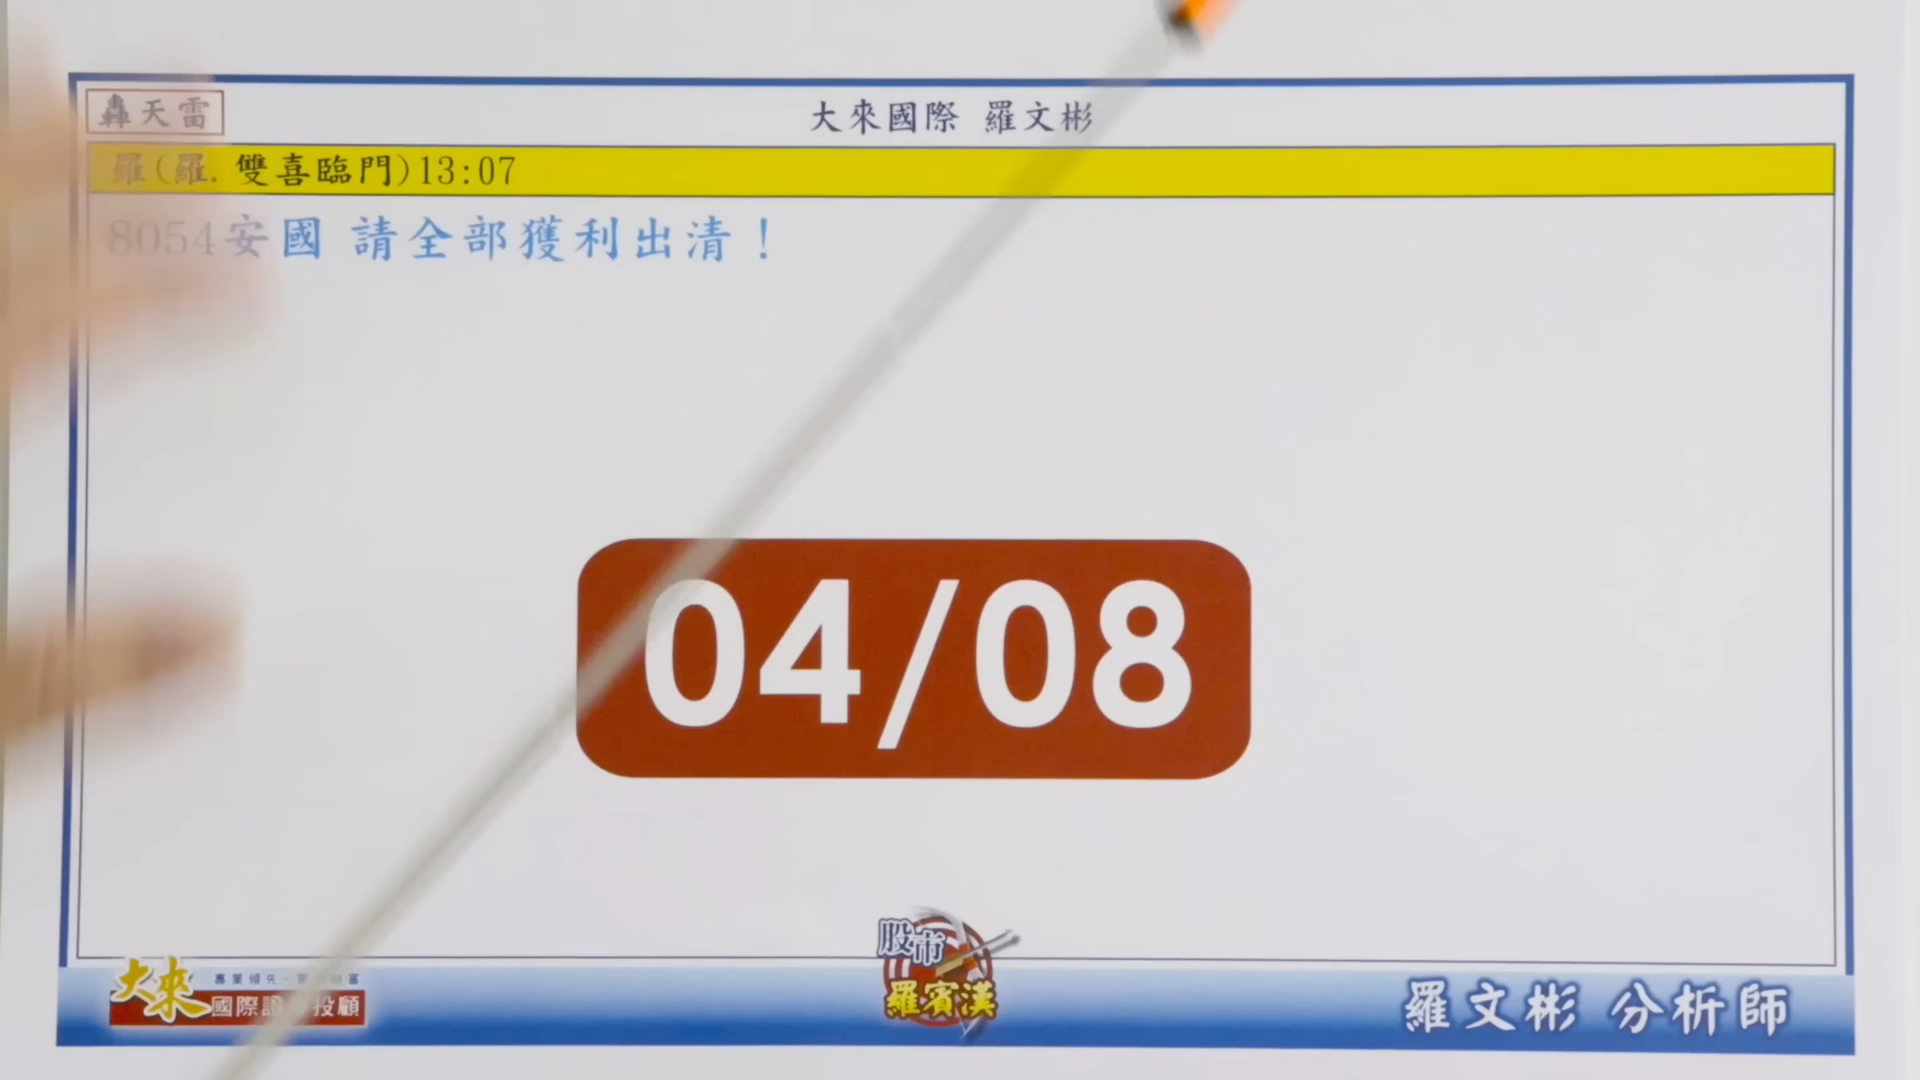 轟天雷
大來國際 羅文彬
羅(羅.雙喜臨門)13:07
8054安國 請全部獲利出清！
04/08
大來
國際證 投顧
股市
羅賓漢
羅文彬 分析師